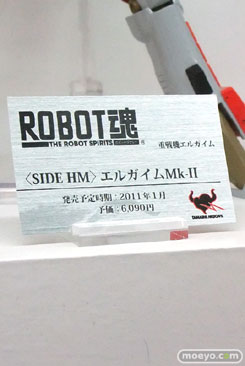 ROBOT魂
THE ROBOT SPIRITS
重戦機エルガイム
〈SIDE HM〉エルガイムMk-II
発売予定時期：2011年1月
予価：6,090円
TAMASHII NATIONS
moeyo.com